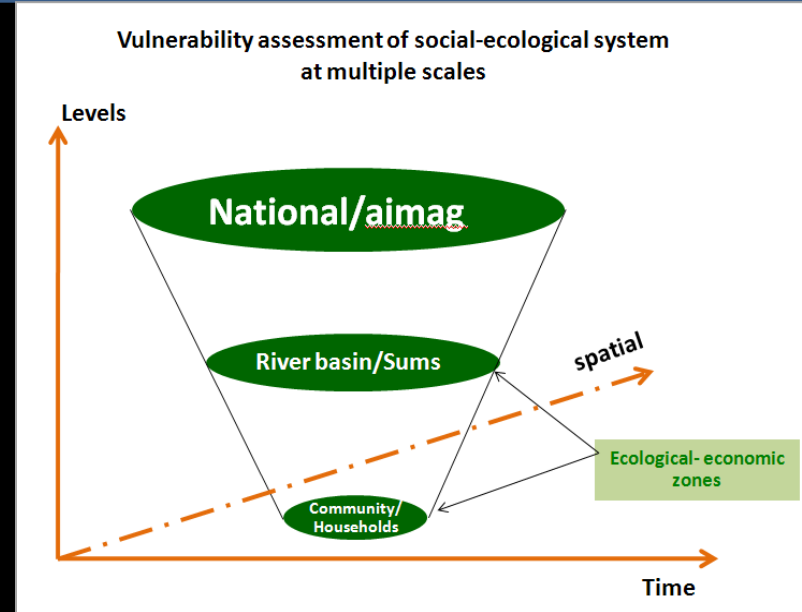 Vulnerability assessment of social-ecological system
at multiple scales
Levels
National/aimag
River basin/Sums
spatial
Ecological- economic
zones
Community/
Households
Time